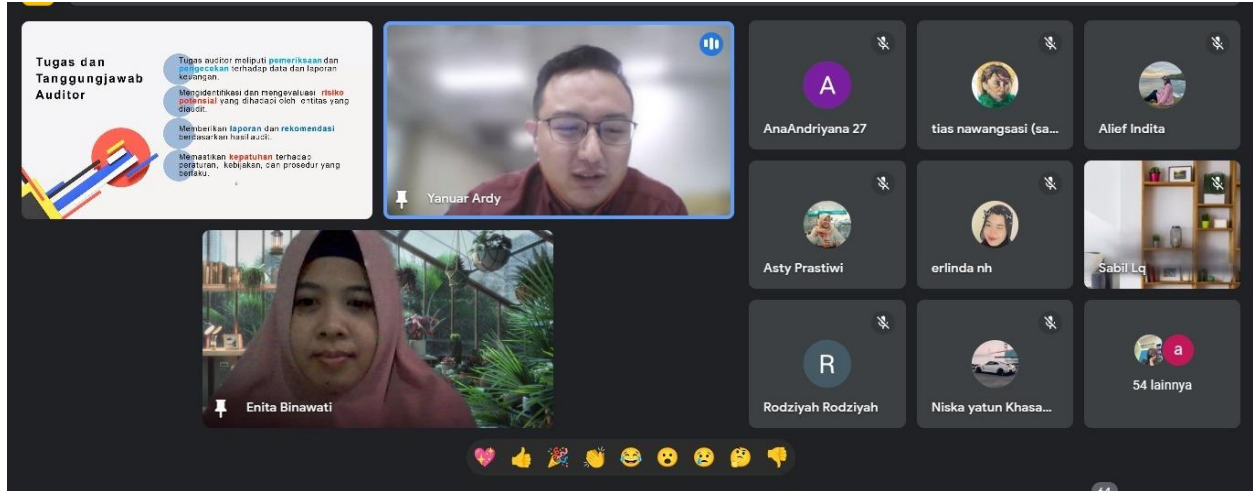 Tugas dan
Tanggungjawab
Auditor
Tugas auditor meliputi pemeriksaan dan
pengecekan terhadap data dan laporan
keuangan.
Mengidentifikasi dan mengevaluasi risiko
potensial yang dihadapi oleh entitas yang
diaudit.
Memberikan laporan dan rekomendasi
berdasarkan hasil audit.
Memastikan kepatuhan terhadap
peraturan, kebijakan, dan prosedur yang
berlaku.
Yanuar Ardy
A
AnaAndriyana 27
tias nawangsasi (sa...
Alief Indita
Asty Prastiwi
erlinda nh
Sabil Lq
Enita Binawati
R
Rodziyah Rodziyah
Niska yatun Khasa...
a
54 lainnya